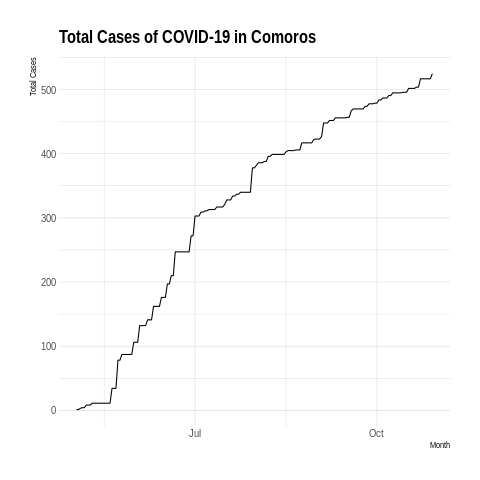 Total Cases of COVID-19 in Comoros
Total Cases
500
400
300
200
100
0
Jul
Oct
Month